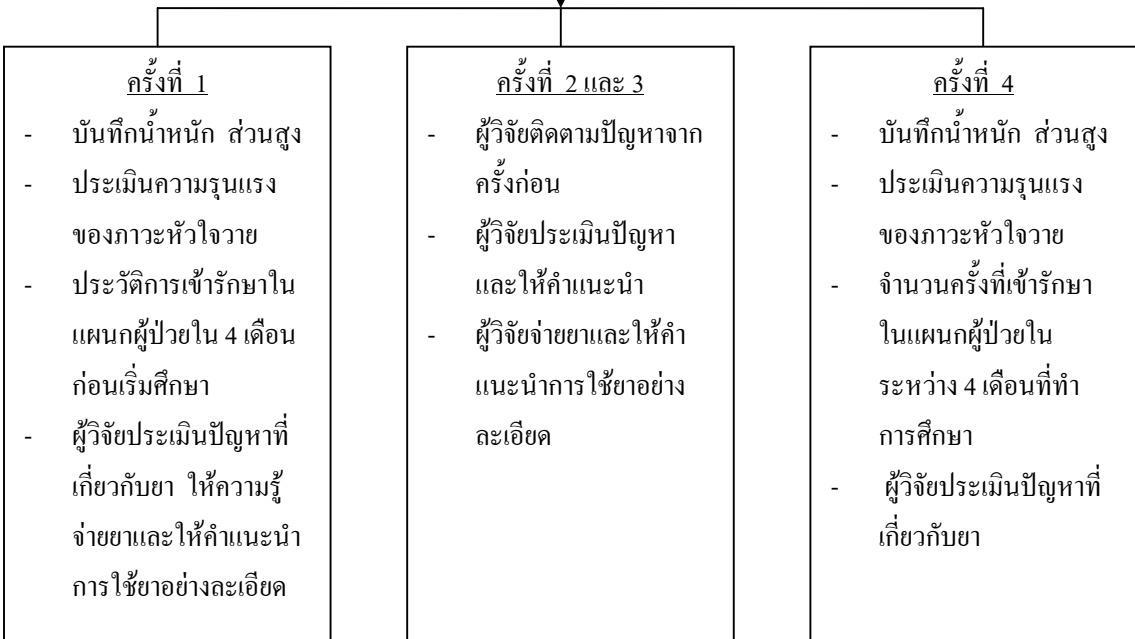 ครั้งที่ 1
- บันทึกน้ำหนัก ส่วนสูง
- ประเมินความรุนแรง
ของภาวะหัวใจวาย
- ประวัติการเข้ารักษาใน
แผนกผู้ป่วยใน 4 เดือน
ก่อนเริ่มศึกษา
- ผู้วิจัยประเมินปัญหาที่
เกี่ยวกับยา ให้ความรู้
จ่ายยาและให้คำแนะนำ
การใช้ยาอย่างละเอียด
ครั้งที่ 2 และ 3
- ผู้วิจัยติดตามปัญหาจาก
ครั้งก่อน
- ผู้วิจัยประเมินปัญหา
และให้คำแนะนำ
- ผู้วิจัยจ่ายยาและให้คำ
แนะนำการใช้ยาอย่าง
ละเอียด
ครั้งที่ 4
- บันทึกน้ำหนัก ส่วนสูง
- ประเมินความรุนแรง
ของภาวะหัวใจวาย
- จำนวนครั้งที่เข้ารักษา
ในแผนกผู้ป่วยใน
ระหว่าง 4 เดือนที่ทำ
การศึกษา
- ผู้วิจัยประเมินปัญหาที่
เกี่ยวกับยา